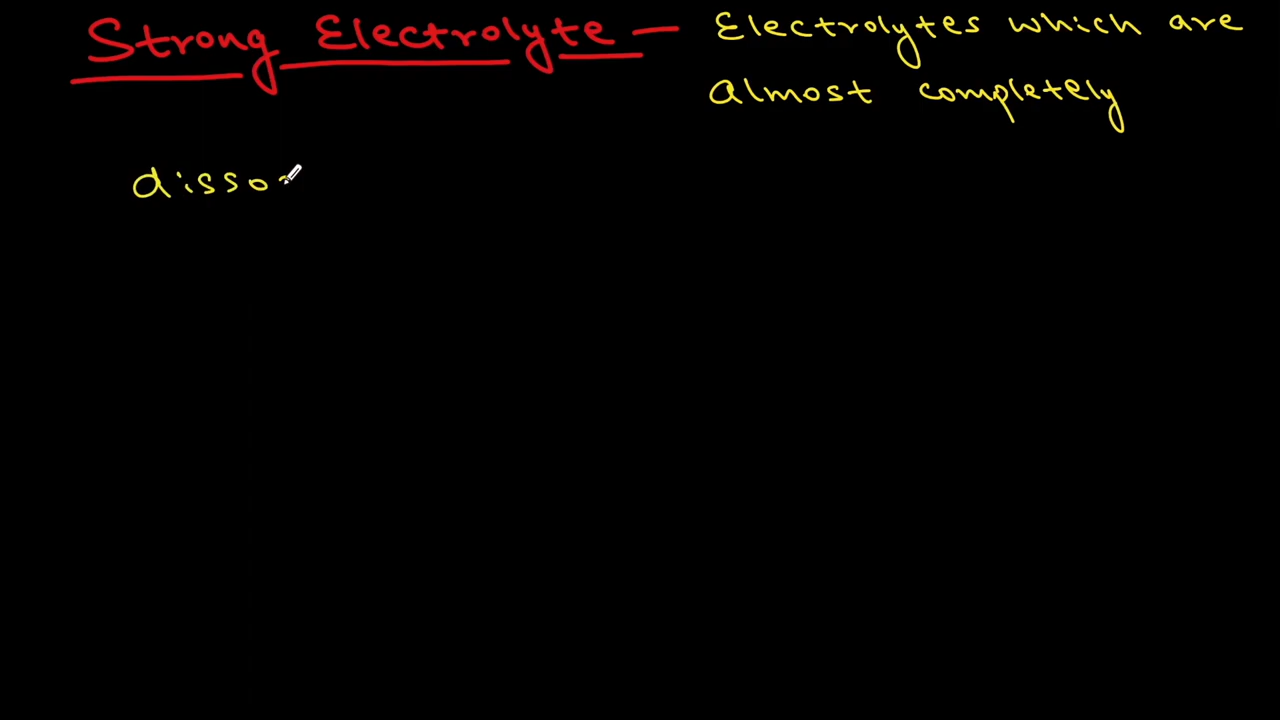 Strong Electrolyte — Electrolytes which are
almost completely
disso